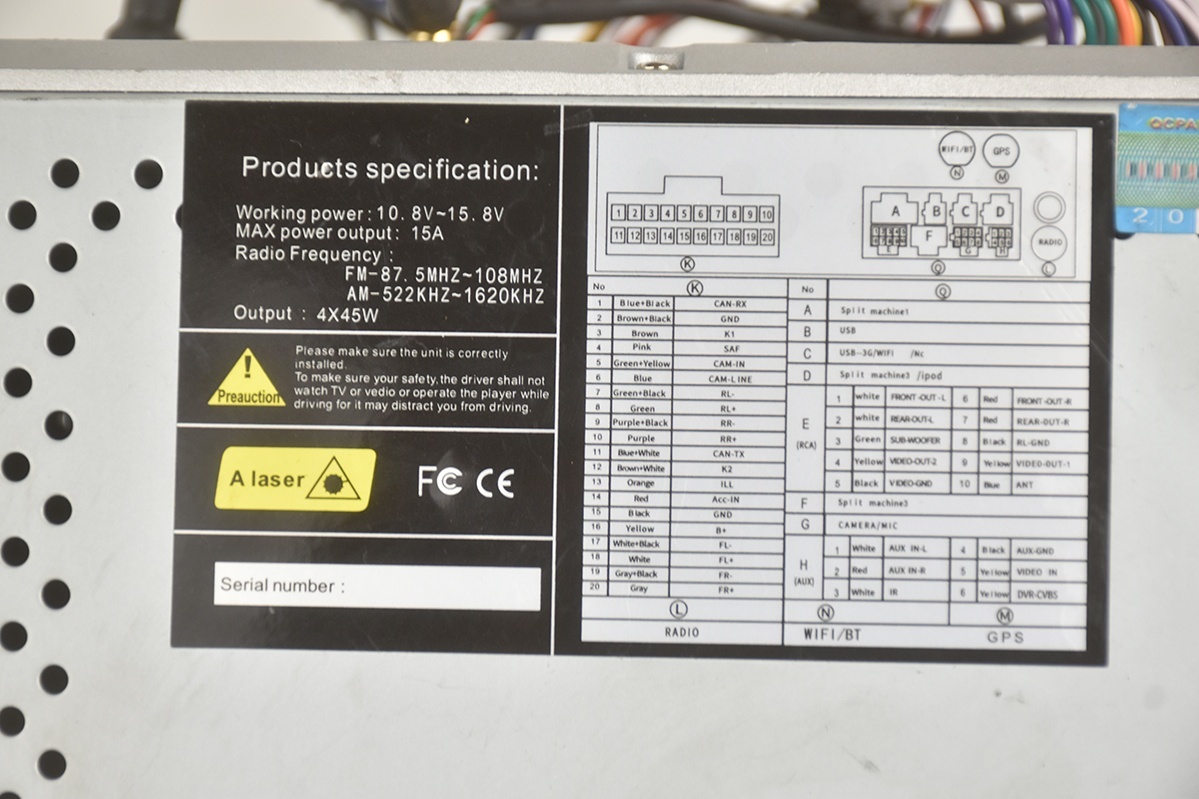 Products specification:
Working power: 10. 8V~15. 8V
MAX power output: 15A
Radio Frequency :
FM-87. 5MHZ~108MHZ
AM-522KHZ~1620KHZ
Output : 4X45W
Please make sure the unit is correctly
installed.
To make sure your safety, the driver shall not
watch TV or vedio or operate the player while
driving for it may distract you from driving.
Preauction
A laser
FC CE
Serial number :
WIFI/BT GPS
N M
1 2 3 4 5 6 7 8 9 10
11 12 13 14 15 16 17 18 19 20
K
A B C D
F
E G H
RADIO
Q L
No K
1 Blue+Black CAN-RX
2 Brown+Black GND
3 Brown K1
4 Pink SAF
5 Green+Yellow CAM-IN
6 Blue CAM-LINE
7 Green+Black RL-
8 Green RL+
9 Purple+Black RR-
10 Purple RR+
11 Blue+White CAN-TX
12 Brown+White K2
13 Orange ILL
14 Red Acc-IN
15 Black GND
16 Yellow B+
17 White+Black FL-
18 White FL+
19 Gray+Black FR-
20 Gray FR+
L
RADIO
No Q
A Split machine1
B USB
C USB-3G/WIFI /Nc
D Split machine3 /ipod
E (RCA)
1 white FRONT-OUT-L 6 Red FRONT-OUT-R
2 white REAR-OUT-L 7 Red REAR-OUT-R
3 Green SUB-WOOFER 8 Black RL-GND
4 Yellow VIDEO-OUT-2 9 Yellow VIDEO-OUT-1
5 Black VIDEO-GND 10 Blue ANT
F Split machine3
G CAMERA/MIC
H (AUX)
1 White AUX IN-L 4 Black AUX-GND
2 Red AUX IN-R 5 Yellow VIDEO IN
3 White IR 6 Yellow DVR-CVBS
N M
WIFI/BT GPS
QCPA
2 0